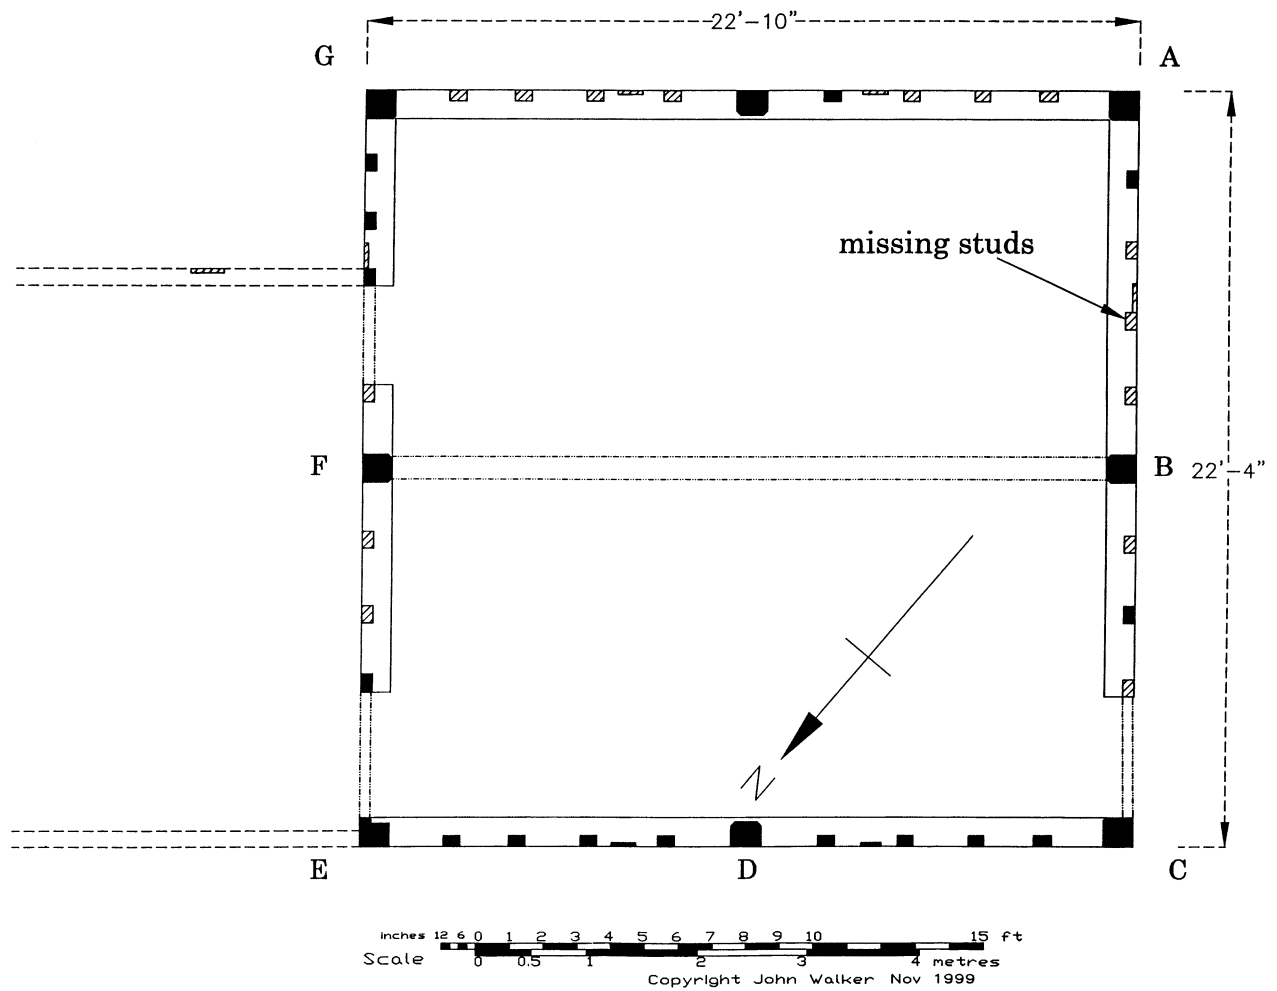 22'-10"
G A
missing studs
F B 22'-4"
N
E D C
inches 12 6 0 1 2 3 4 5 6 7 8 9 10 15 ft
Scale 0 0.5 1 2 3 4 metres
Copyright John Walker Nov 1999